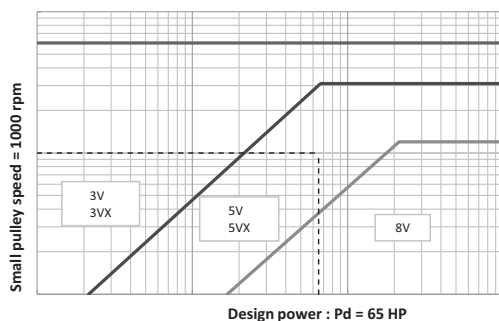 Small pulley speed = 1000 rpm
3V
3VX
5V
5VX
8V
Design power : Pd = 65 HP